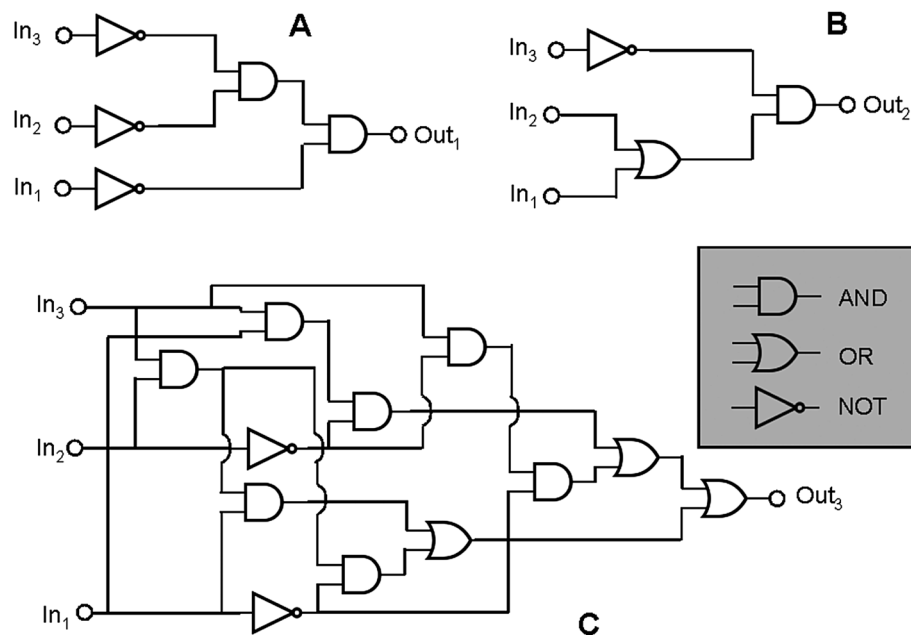 A
In₃
In₂
In₁
Out₁
B
In₃
In₂
In₁
Out₂
In₃
In₂
In₁
Out₃
C
AND
OR
NOT